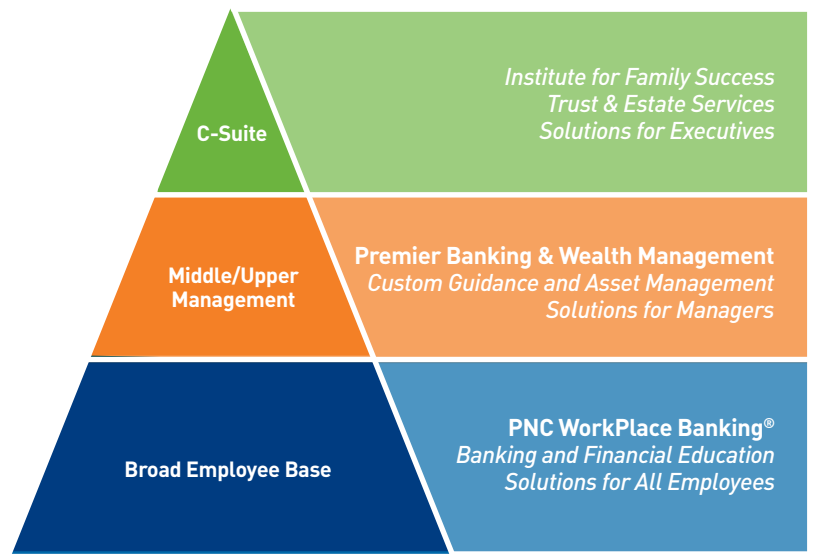 C-Suite
Institute for Family Success
Trust & Estate Services
Solutions for Executives
Middle/Upper
Management
Premier Banking & Wealth Management
Custom Guidance and Asset Management
Solutions for Managers
Broad Employee Base
PNC WorkPlace Banking®
Banking and Financial Education
Solutions for All Employees